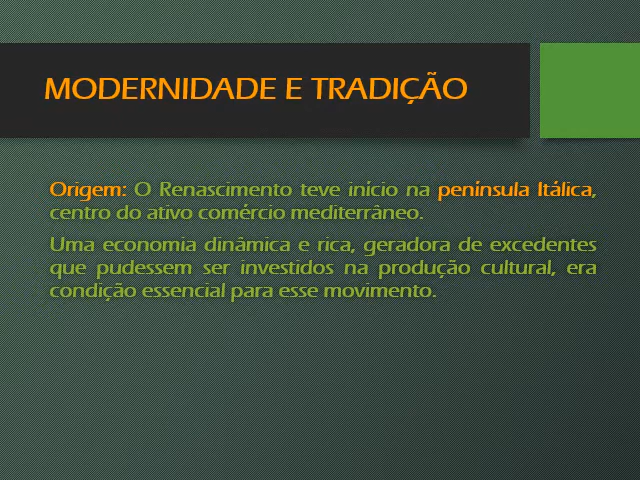 MODERNIDADE E TRADIÇÃO
Origem: O Renascimento teve início na península Itálica,
centro do ativo comércio mediterrâneo.
Uma economia dinâmica e rica, geradora de excedentes
que pudessem ser investidos na produção cultural, era
condição essencial para esse movimento.